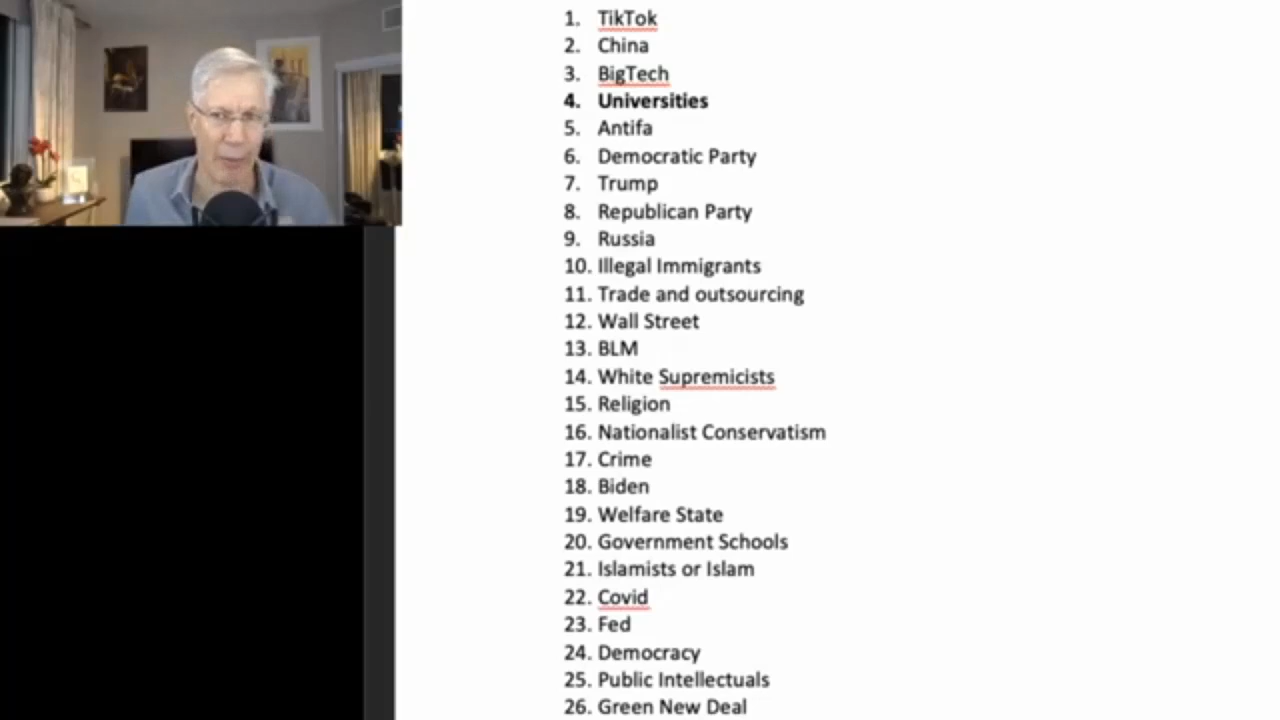 1. TikTok
2. China
3. BigTech
4. Universities
5. Antifa
6. Democratic Party
7. Trump
8. Republican Party
9. Russia
10. Illegal Immigrants
11. Trade and outsourcing
12. Wall Street
13. BLM
14. White Supremicists
15. Religion
16. Nationalist Conservatism
17. Crime
18. Biden
19. Welfare State
20. Government Schools
21. Islamists or Islam
22. Covid
23. Fed
24. Democracy
25. Public Intellectuals
26. Green New Deal